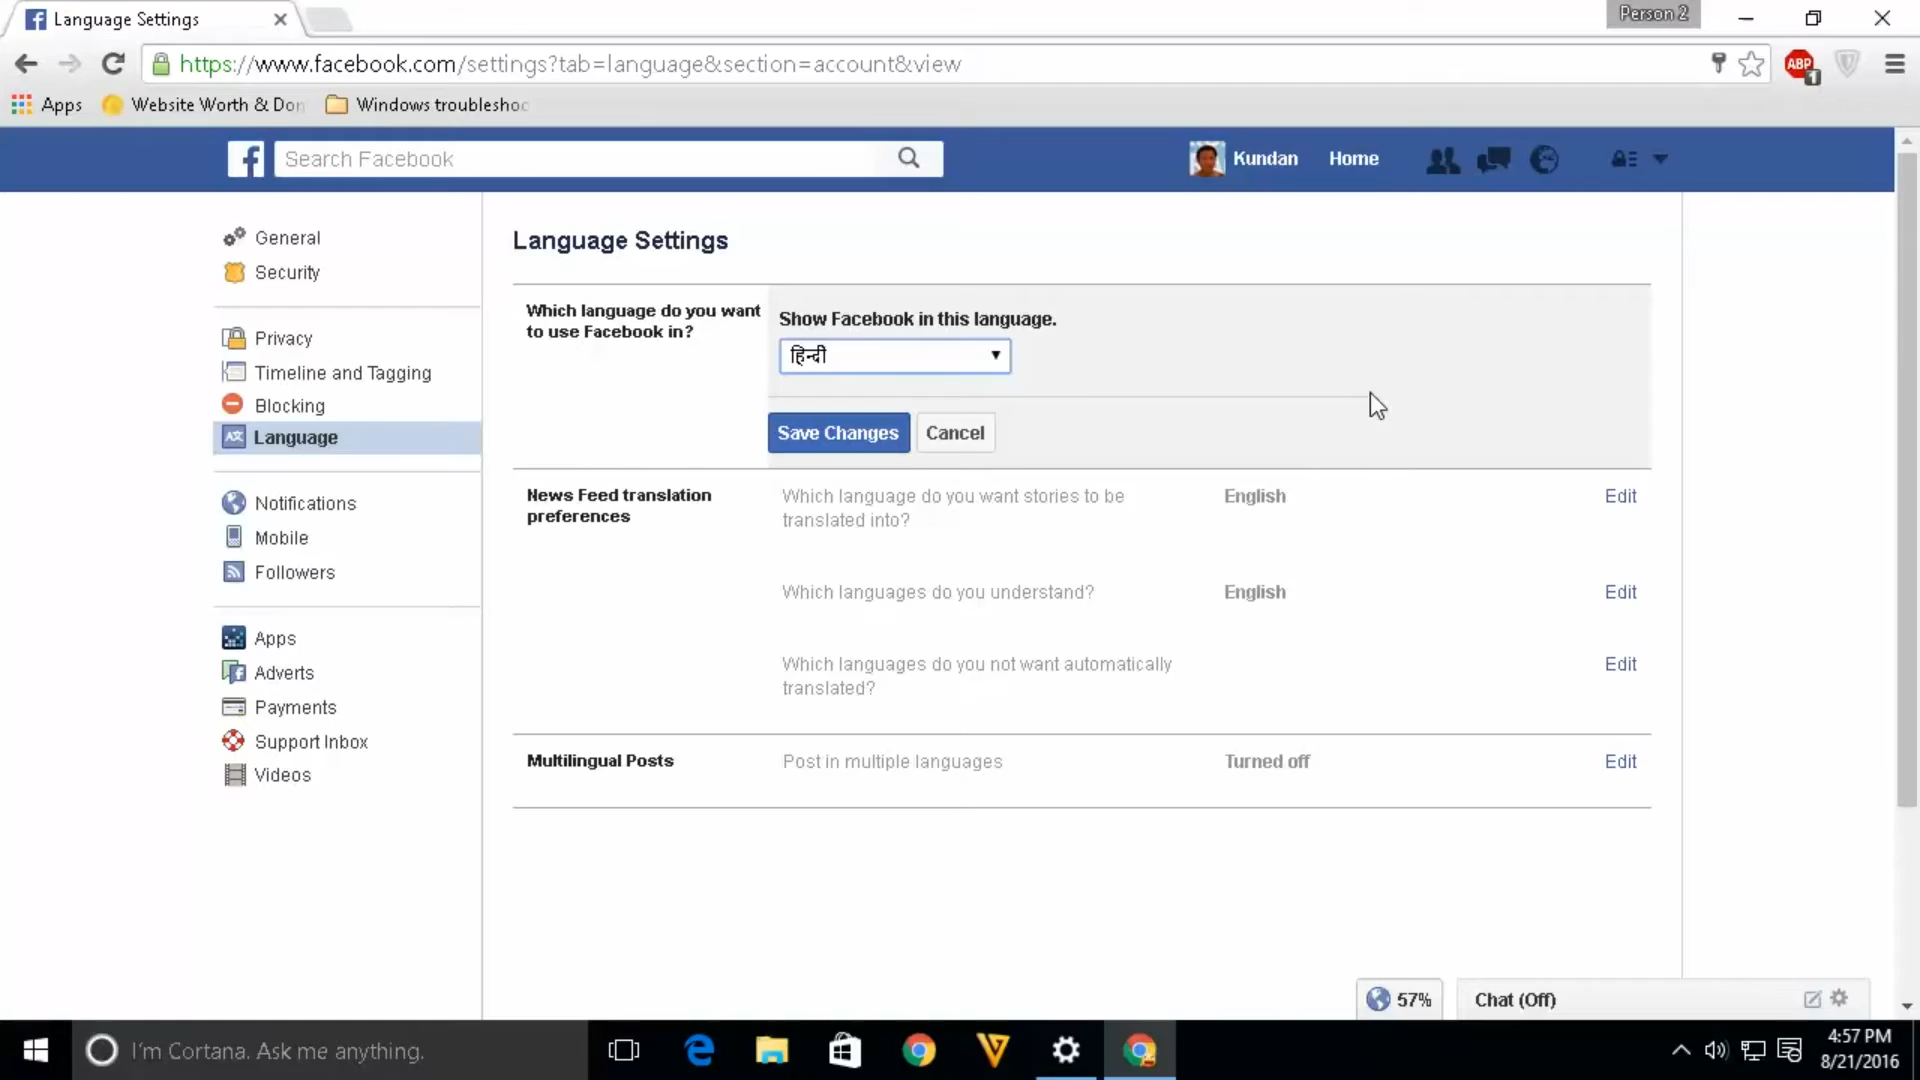 Language Settings
Person 2
https://www.facebook.com/settings?tab=language&section=account&view
ABP
1
Apps
Website Worth & Don
Windows troubleshoo
Search Facebook
Kundan
Home
General
Security
Privacy
Timeline and Tagging
Blocking
Language
Notifications
Mobile
Followers
Apps
Adverts
Payments
Support Inbox
Videos
Language Settings
Which language do you want
to use Facebook in?
Show Facebook in this language.
हिन्दी
Save Changes
Cancel
News Feed translation
preferences
Which language do you want stories to be
translated into?
English
Edit
Which languages do you understand?
English
Edit
Which languages do you not want automatically
translated?
Edit
Multilingual Posts
Post in multiple languages
Turned off
Edit
57%
Chat (Off)
I'm Cortana. Ask me anything.
4:57 PM
8/21/2016